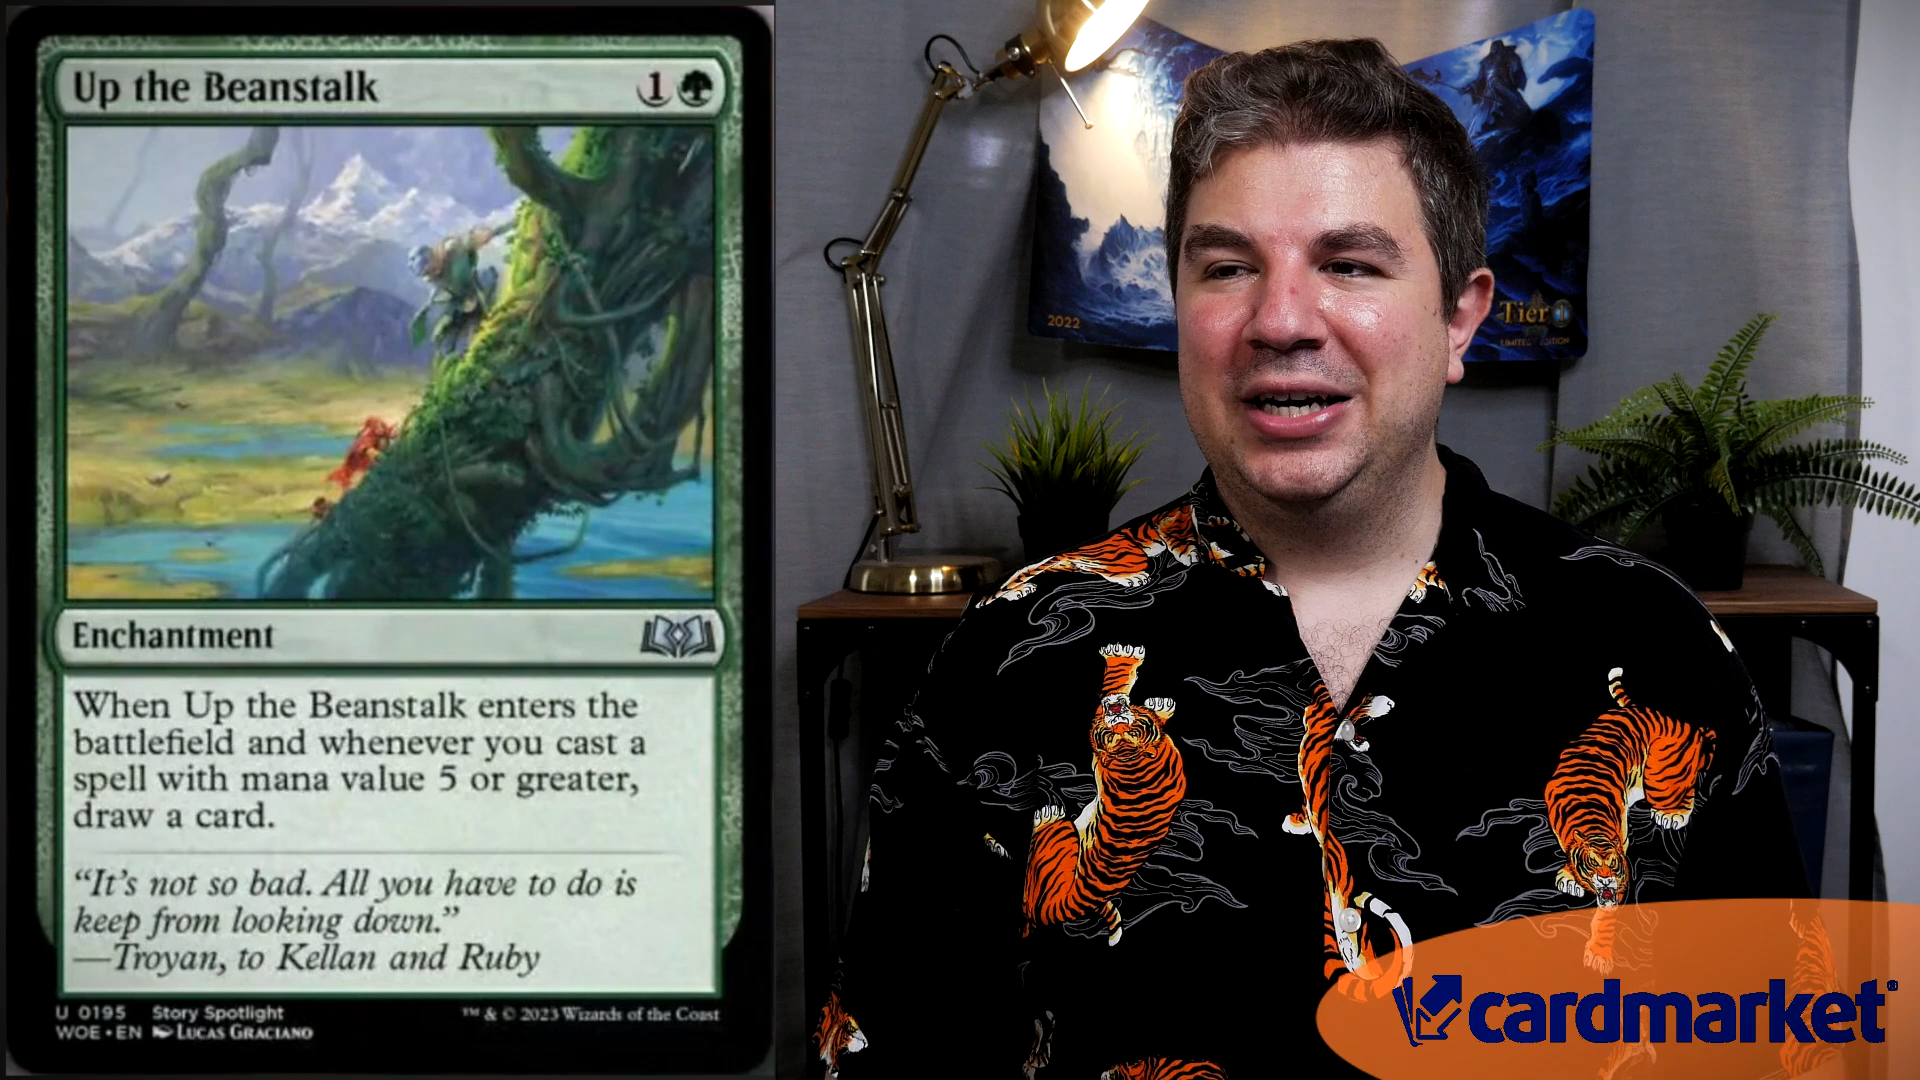 Up the Beanstalk 1
Enchantment
When Up the Beanstalk enters the
battlefield and whenever you cast a
spell with mana value 5 or greater,
draw a card.
“It’s not so bad. All you have to do is
keep from looking down.”
—Troyan, to Kellan and Ruby
U 0195 Story Spotlight
WOE • EN LUCAS GRACIANO
™ & © 2023 Wizards of the Coast
2022
Tier 1
LIMITED EDITION
cardmarket®